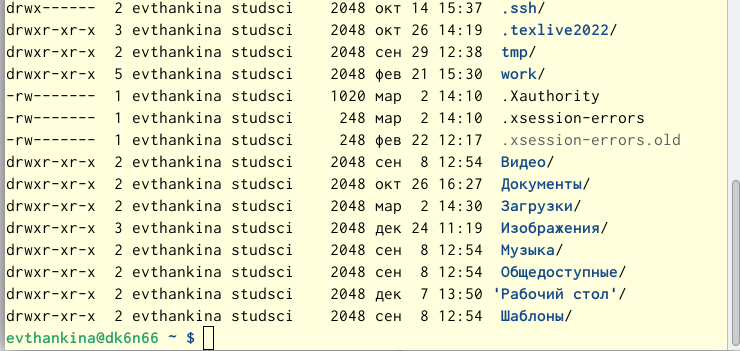 drwx------  2 evthankina studsci    2048 окт 14 15:37  .ssh/
drwxr-xr-x  3 evthankina studsci    2048 окт 26 14:19  .texlive2022/
drwxr-xr-x  2 evthankina studsci    2048 сен 29 12:38  tmp/
drwxr-xr-x  5 evthankina studsci    2048 фев 21 15:30  work/
-rw-------  1 evthankina studsci    1020 мар  2 14:10  .Xauthority
-rw-------  1 evthankina studsci     248 мар  2 14:10  .xsession-errors
-rw-------  1 evthankina studsci     248 фев 22 12:17  .xsession-errors.old
drwxr-xr-x  2 evthankina studsci    2048 сен  8 12:54  Видео/
drwxr-xr-x  2 evthankina studsci    2048 окт 26 16:27  Документы/
drwxr-xr-x  2 evthankina studsci    2048 мар  2 14:30  Загрузки/
drwxr-xr-x  3 evthankina studsci    2048 дек 24 11:19  Изображения/
drwxr-xr-x  2 evthankina studsci    2048 сен  8 12:54  Музыка/
drwxr-xr-x  2 evthankina studsci    2048 сен  8 12:54  Общедоступные/
drwxr-xr-x  2 evthankina studsci    2048 дек  7 13:50 'Рабочий стол'/
drwxr-xr-x  2 evthankina studsci    2048 сен  8 12:54  Шаблоны/
evthankina@dk6n66 ~ $